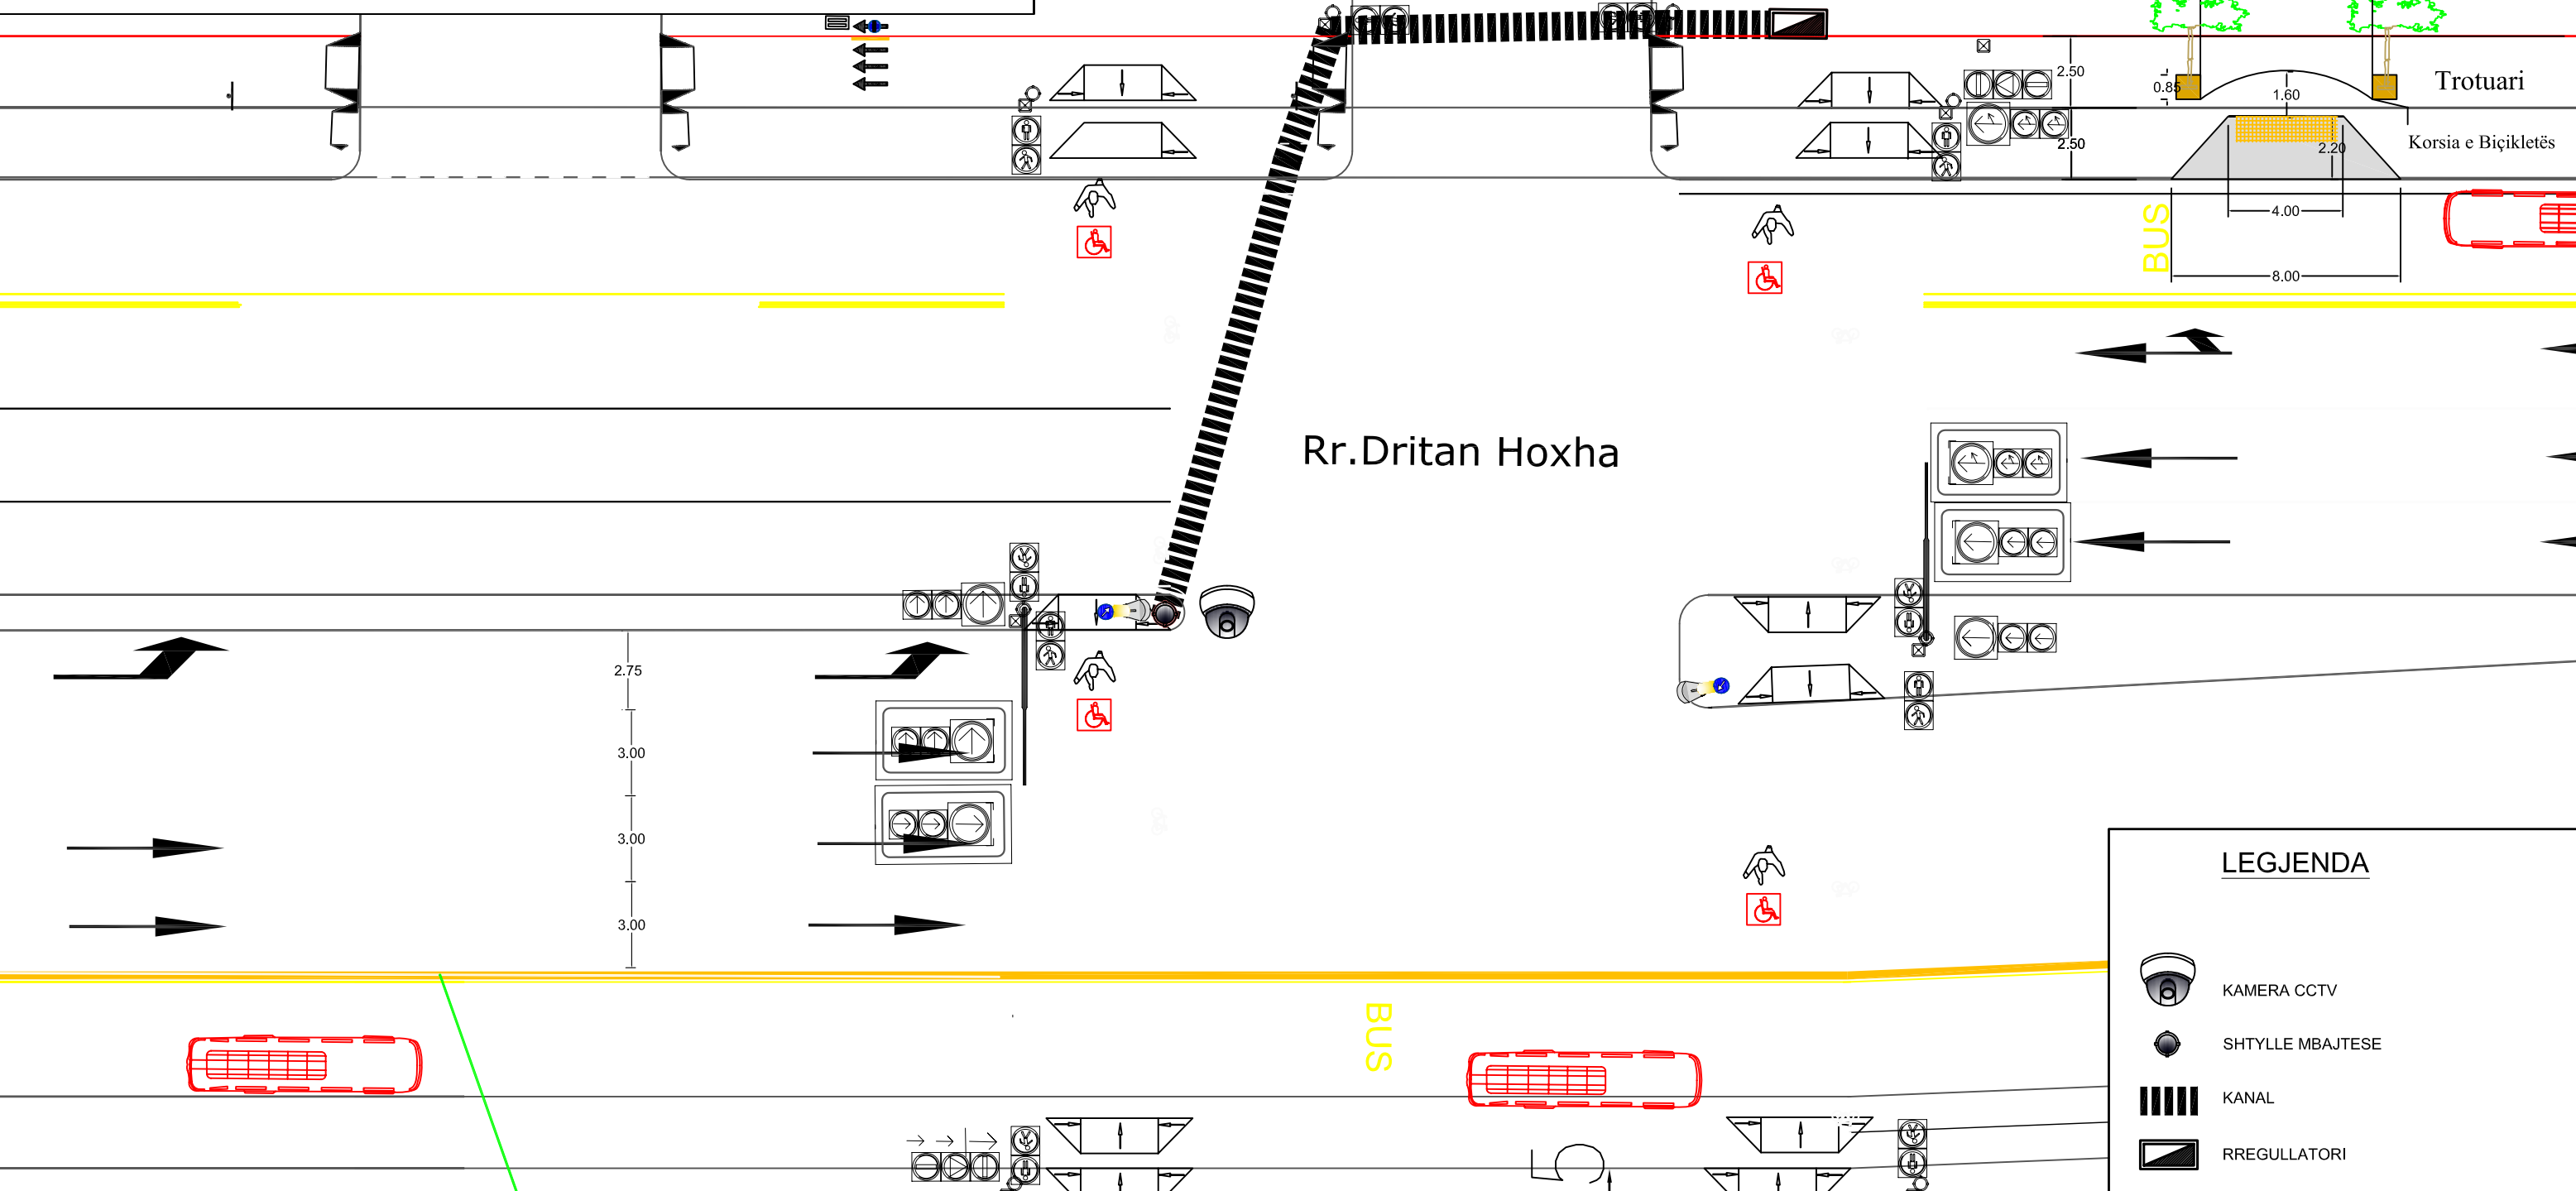 2.50
0.85
1.60
Trotuari
2.50
2.20
Korsia e Biçikletës
BUS
4.00
8.00
Rr.Dritan Hoxha
2.75
3.00
3.00
3.00
BUS
LEGJENDA
KAMERA CCTV
SHTYLLE MBAJTESE
KANAL
RREGULLATORI